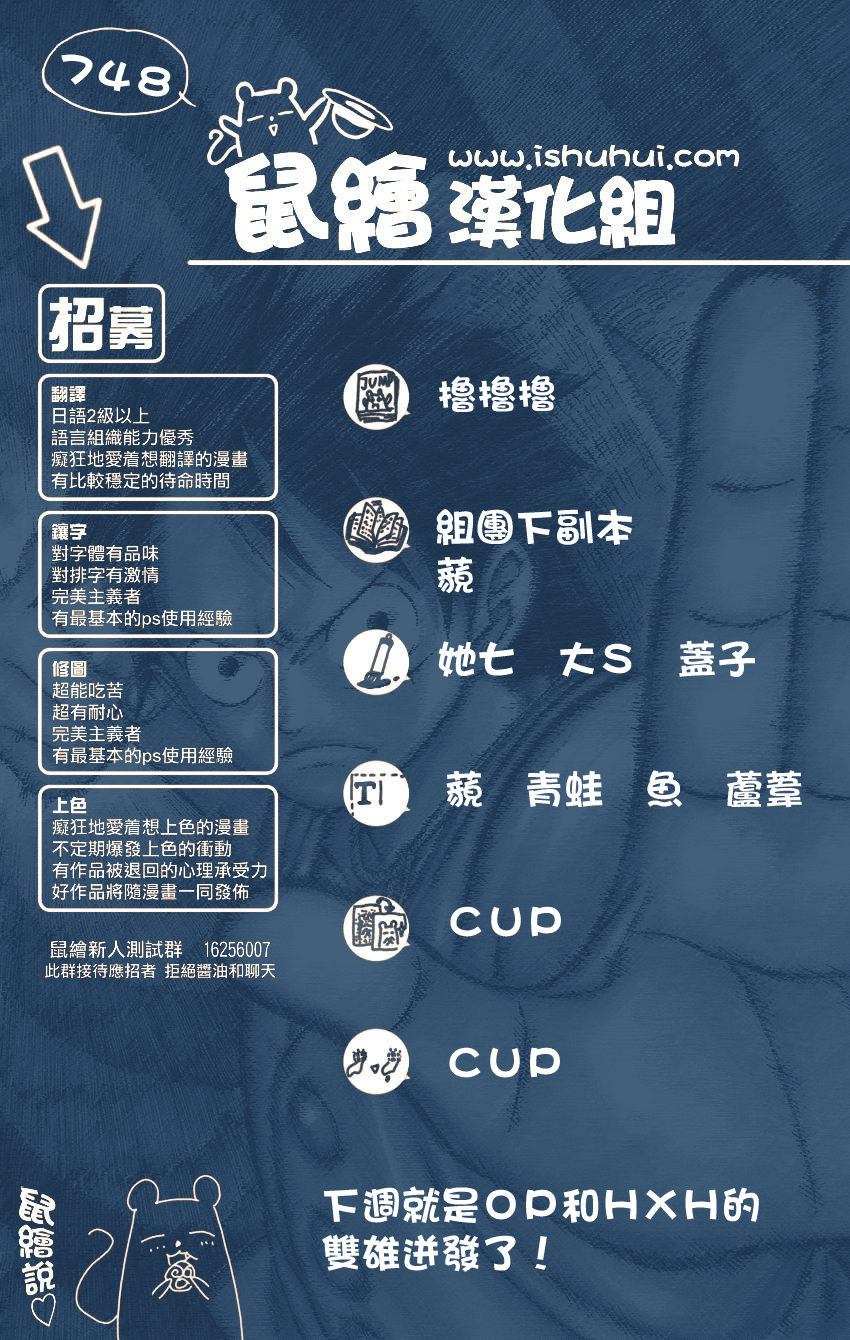 748
www.ishuhui.com
鼠繪漢化組
招募
翻譯
日語2級以上
語言組織能力優秀
癡狂地愛着想翻譯的漫畫
有比較穩定的待命時間
鑲字
對字體有品味
對排字有激情
完美主義者
有最基本的ps使用經驗
修圖
超能吃苦
超有耐心
完美主義者
有最基本的ps使用經驗
上色
癡狂地愛着想上色的漫畫
不定期爆發上色的衝動
有作品被退回的心理承受力
好作品將隨漫畫一同發佈
鼠繪新人測試群 16256007
此群接待應招者 拒絕醬油和聊天
JUMP
擼擼擼
組團下副本
蘋
她七 大S 蓋子
T
蘋 青蛙 魚 蘆葦
CUP
CUP
鼠繪說♡
下週就是OP和HXH的
雙雄迸發了！